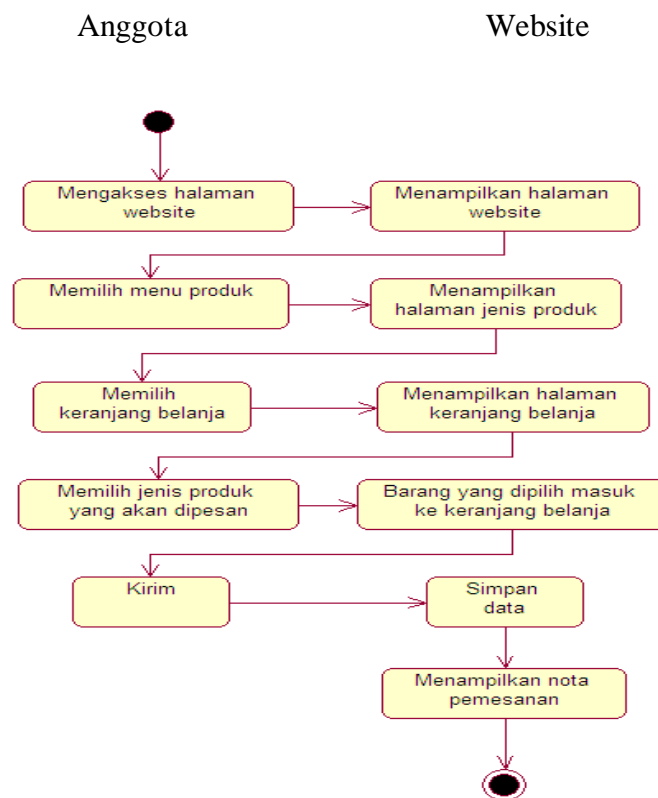 Anggota
Website
Mengakses halaman
website
Menampilkan halaman
website
Memilih menu produk
Menampilkan
halaman jenis produk
Memilih
keranjang belanja
Menampilkan halaman
keranjang belanja
Memilih jenis produk
yang akan dipesan
Barang yang dipilih masuk
ke keranjang belanja
Kirim
Simpan
data
Menampilkan nota
pemesanan